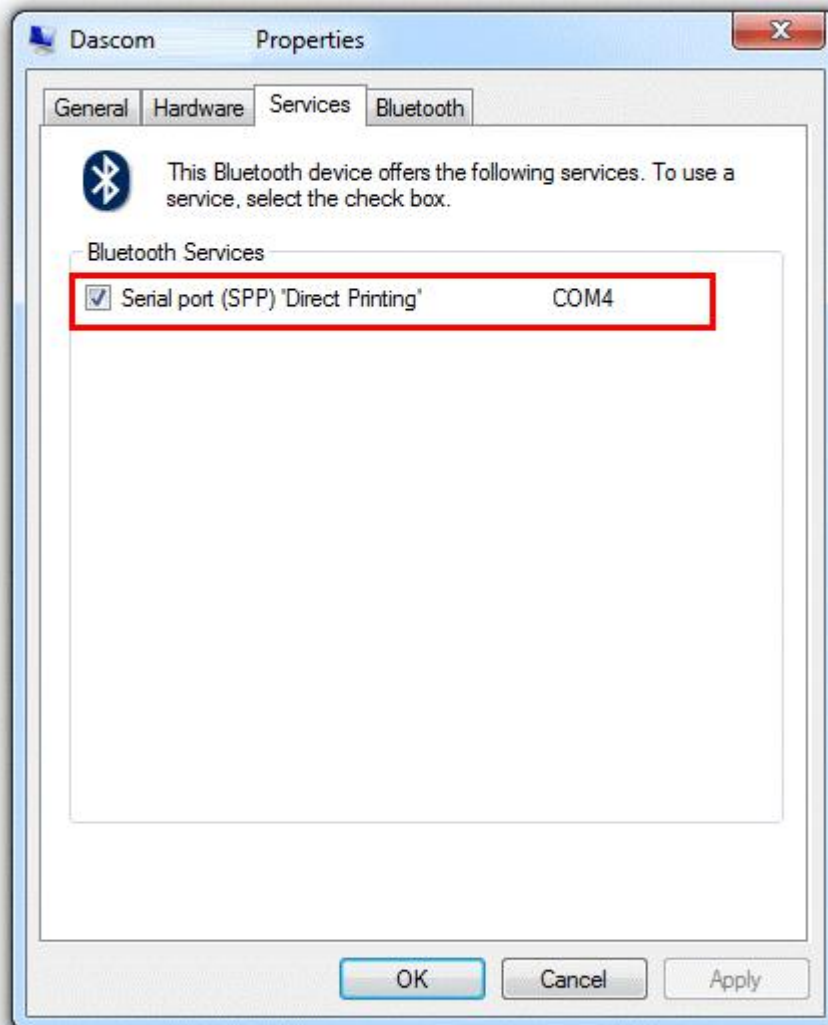 Dascom Properties
General Hardware Services Bluetooth
This Bluetooth device offers the following services. To use a
service, select the check box.
Bluetooth Services
Serial port (SPP) 'Direct Printing' COM4
OK Cancel Apply